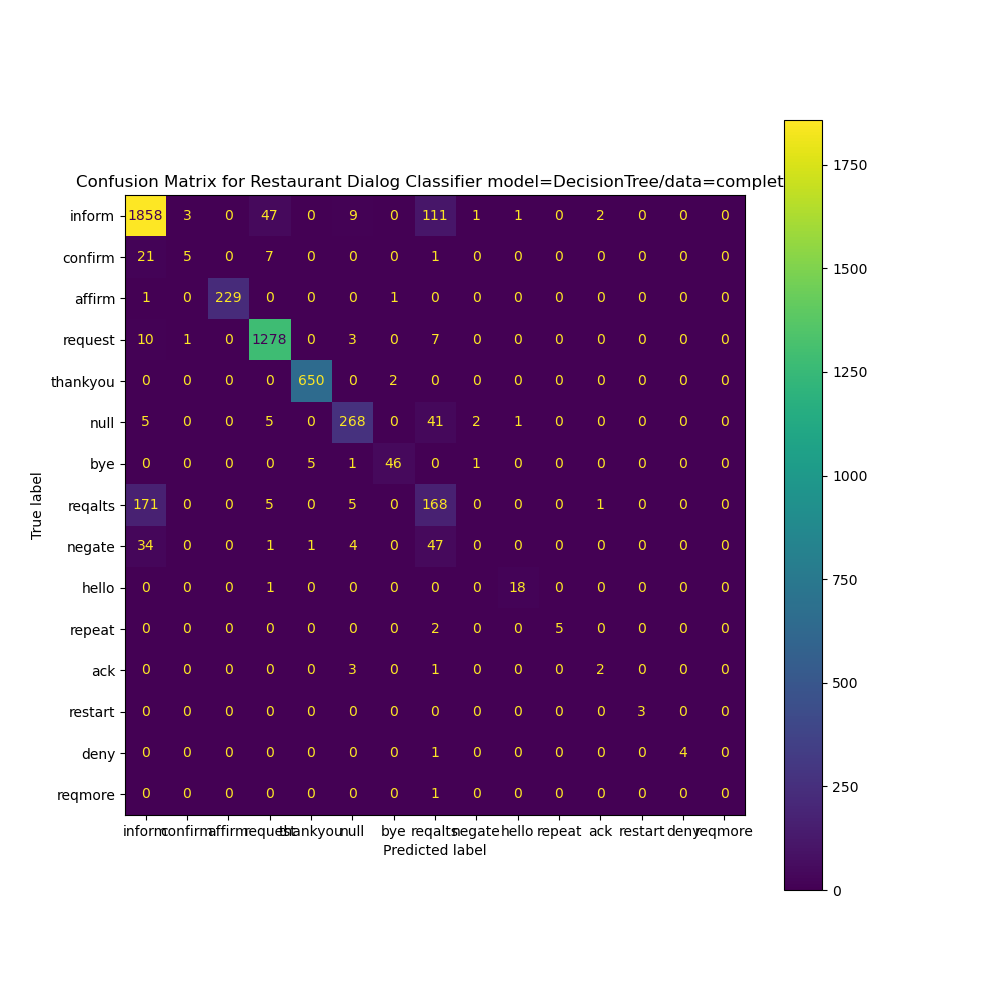 Confusion Matrix for Restaurant Dialog Classifier model=DecisionTree/data=complet
inform 1858 3 0 47 0 9 0 111 1 1 0 2 0 0 0
confirm 21 5 0 7 0 0 0 1 0 0 0 0 0 0 0
affirm 1 0 229 0 0 0 1 0 0 0 0 0 0 0 0
request 10 1 0 1278 0 3 0 7 0 0 0 0 0 0 0
thankyou 0 0 0 0 650 0 2 0 0 0 0 0 0 0 0
null 5 0 0 5 0 268 0 41 2 1 0 0 0 0 0
bye 0 0 0 0 5 1 46 0 1 0 0 0 0 0 0
reqalts 171 0 0 5 0 5 0 168 0 0 0 1 0 0 0
negate 34 0 0 1 1 4 0 47 0 0 0 0 0 0 0
hello 0 0 0 1 0 0 0 0 0 18 0 0 0 0 0
repeat 0 0 0 0 0 0 0 2 0 0 5 0 0 0 0
ack 0 0 0 0 0 3 0 1 0 0 0 2 0 0 0
restart 0 0 0 0 0 0 0 0 0 0 0 0 3 0 0
deny 0 0 0 0 0 0 0 1 0 0 0 0 0 4 0
reqmore 0 0 0 0 0 0 0 1 0 0 0 0 0 0 0
inform confirm affirm request thankyou null bye reqalts negate hello repeat ack restart deny reqmore
Predicted label
True label
1750
1500
1250
1000
750
500
250
0